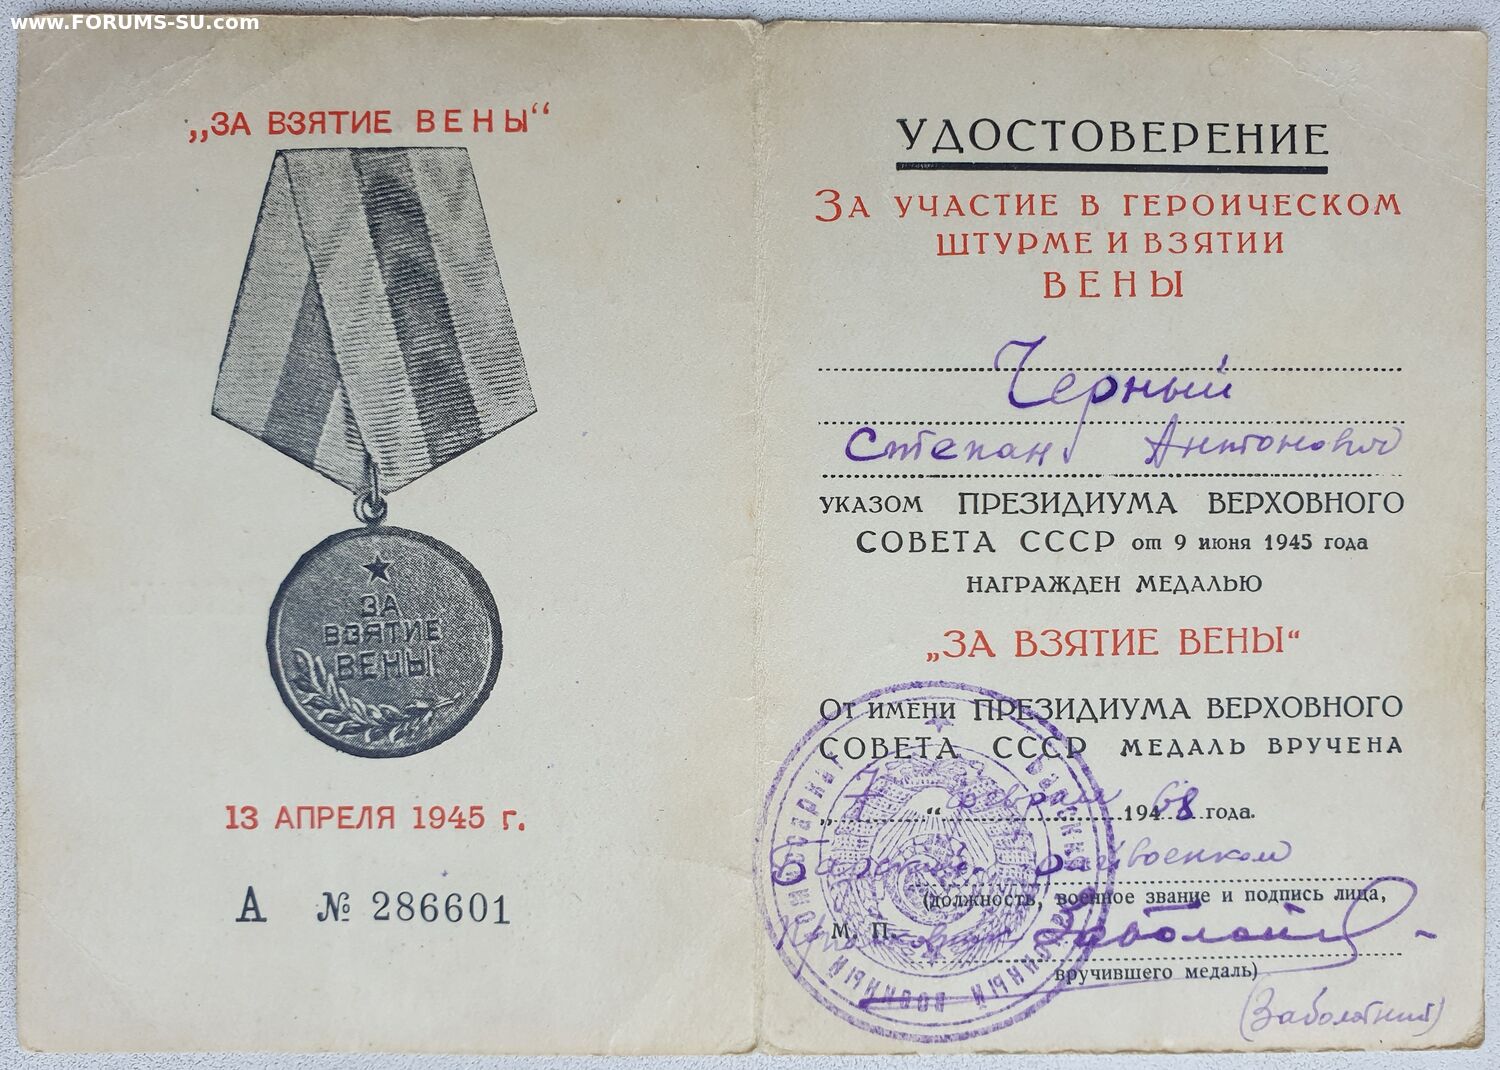 www.FORUMS-SU.com
„ЗА ВЗЯТИЕ ВЕНЫ“
ЗА
ВЗЯТИЕ
ВЕНЫ
13 АПРЕЛЯ 1945 г.
А № 286601
УДОСТОВЕРЕНИЕ
За участие в героическом
штурме и взятии
ВЕНЫ
Черный
Степан Антонович
указом ПРЕЗИДИУМА ВЕРХОВНОГО
СОВЕТА СССР от 9 июня 1945 года
НАГРАЖДЕН МЕДАЛЬЮ
„ЗА ВЗЯТИЕ ВЕНЫ“
От имени ПРЕЗИДИУМА ВЕРХОВНОГО
СОВЕТА СССР МЕДАЛЬ ВРУЧЕНА
„7“ февраля 1948 года.
райвоенком
(должность, военное звание и подпись лица,
М. П.
вручившего медаль)
(Заболотний)